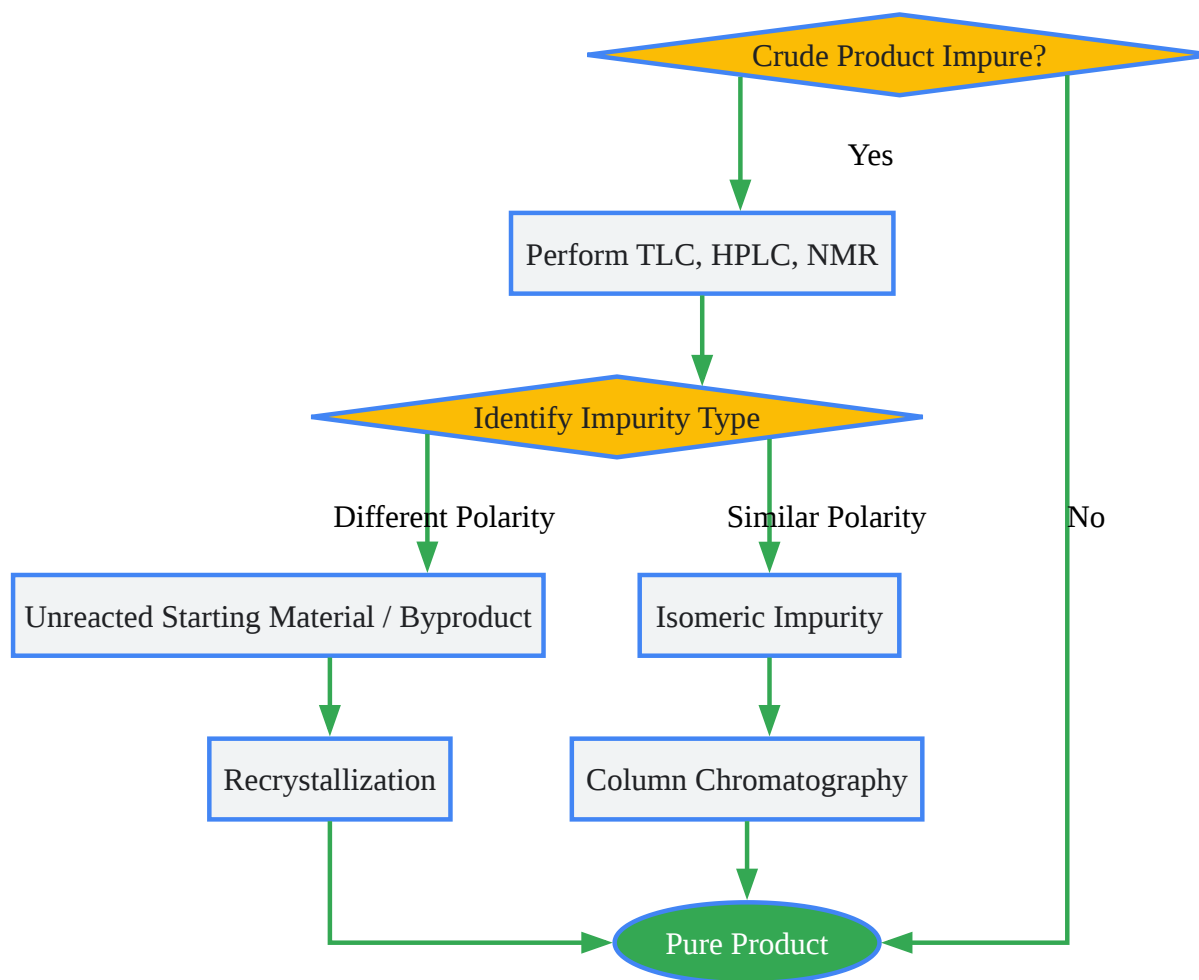 Crude Product Impure?
Yes
Perform TLC, HPLC, NMR
Identify Impurity Type
Different Polarity
Similar Polarity
No
Unreacted Starting Material / Byproduct
Isomeric Impurity
Recrystallization
Column Chromatography
Pure Product